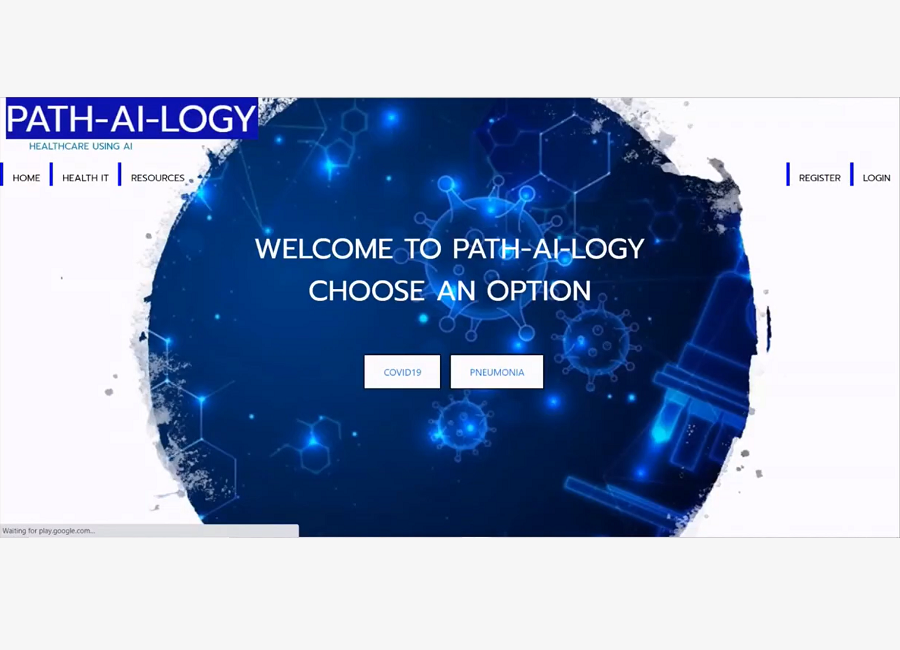 PATH-AI-LOGY
HEALTHCARE USING AI
HOME
HEALTH IT
RESOURCES
REGISTER
LOGIN
WELCOME TO PATH-AI-LOGY
CHOOSE AN OPTION
COVID19
PNEUMONIA
Waiting for play.google.com...